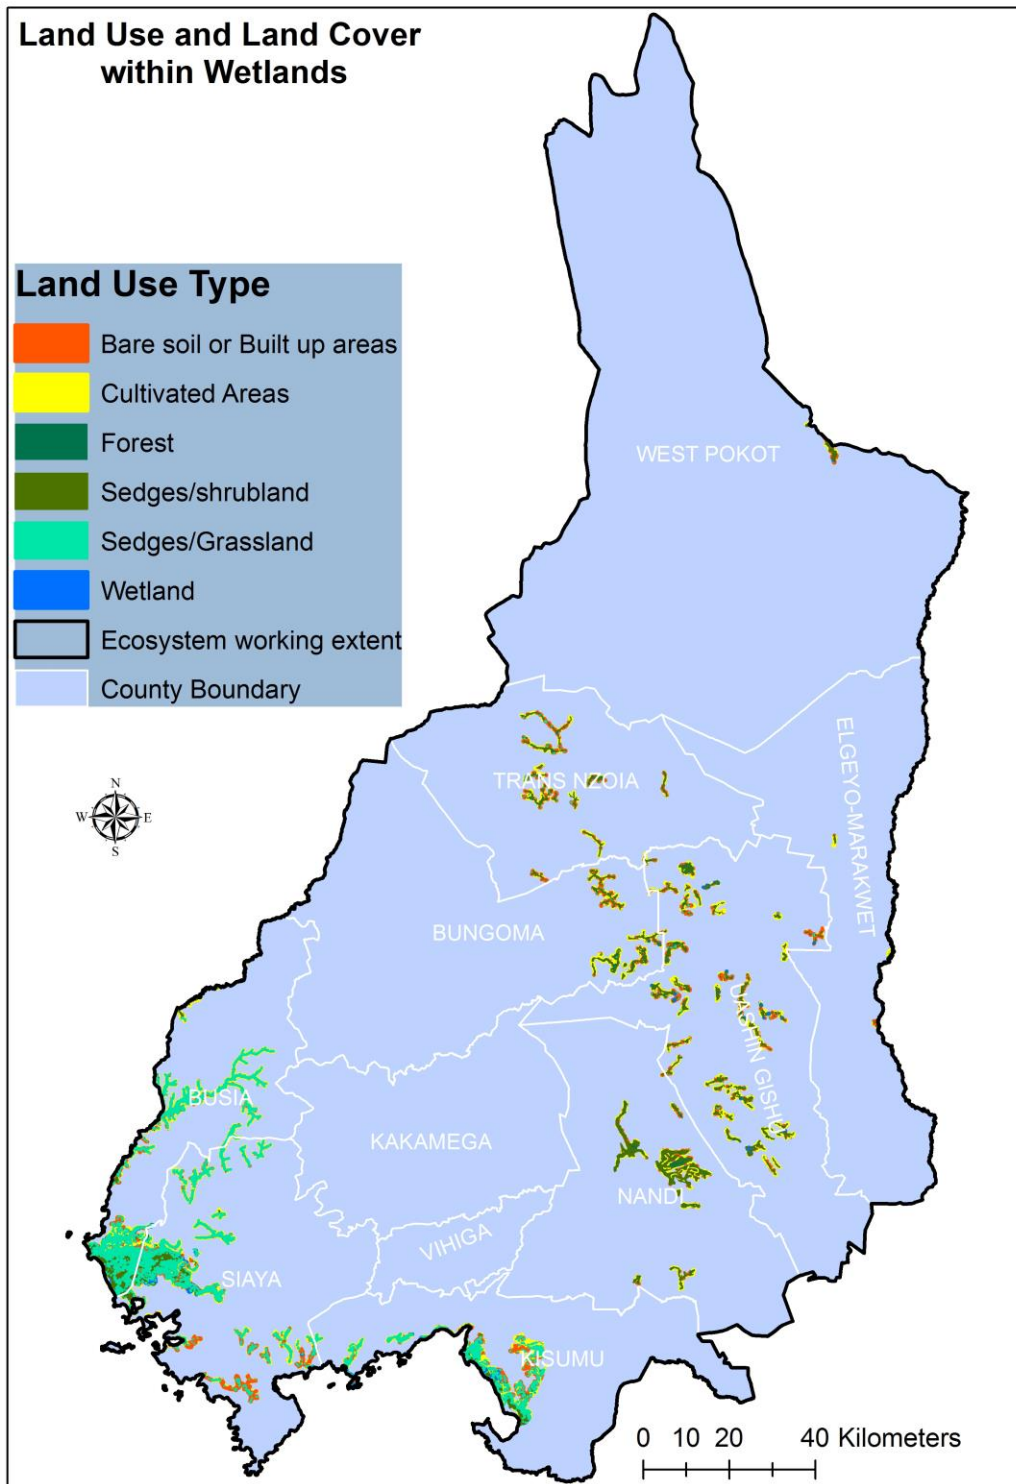 Land Use and Land Cover
within Wetlands
Land Use Type
Bare soil or Built up areas
Cultivated Areas
Forest
Sedges/shrubland
Sedges/Grassland
Wetland
Ecosystem working extent
County Boundary
N
W
E
S
WEST POKOT
TRANS NZOIA
ELGEYO-MARAKWET
BUNGOMA
UASHIN GISHU
BUSIA
KAKAMEGA
NANDI
VIHIGA
SIAYA
KISUMU
0 10 20 40 Kilometers